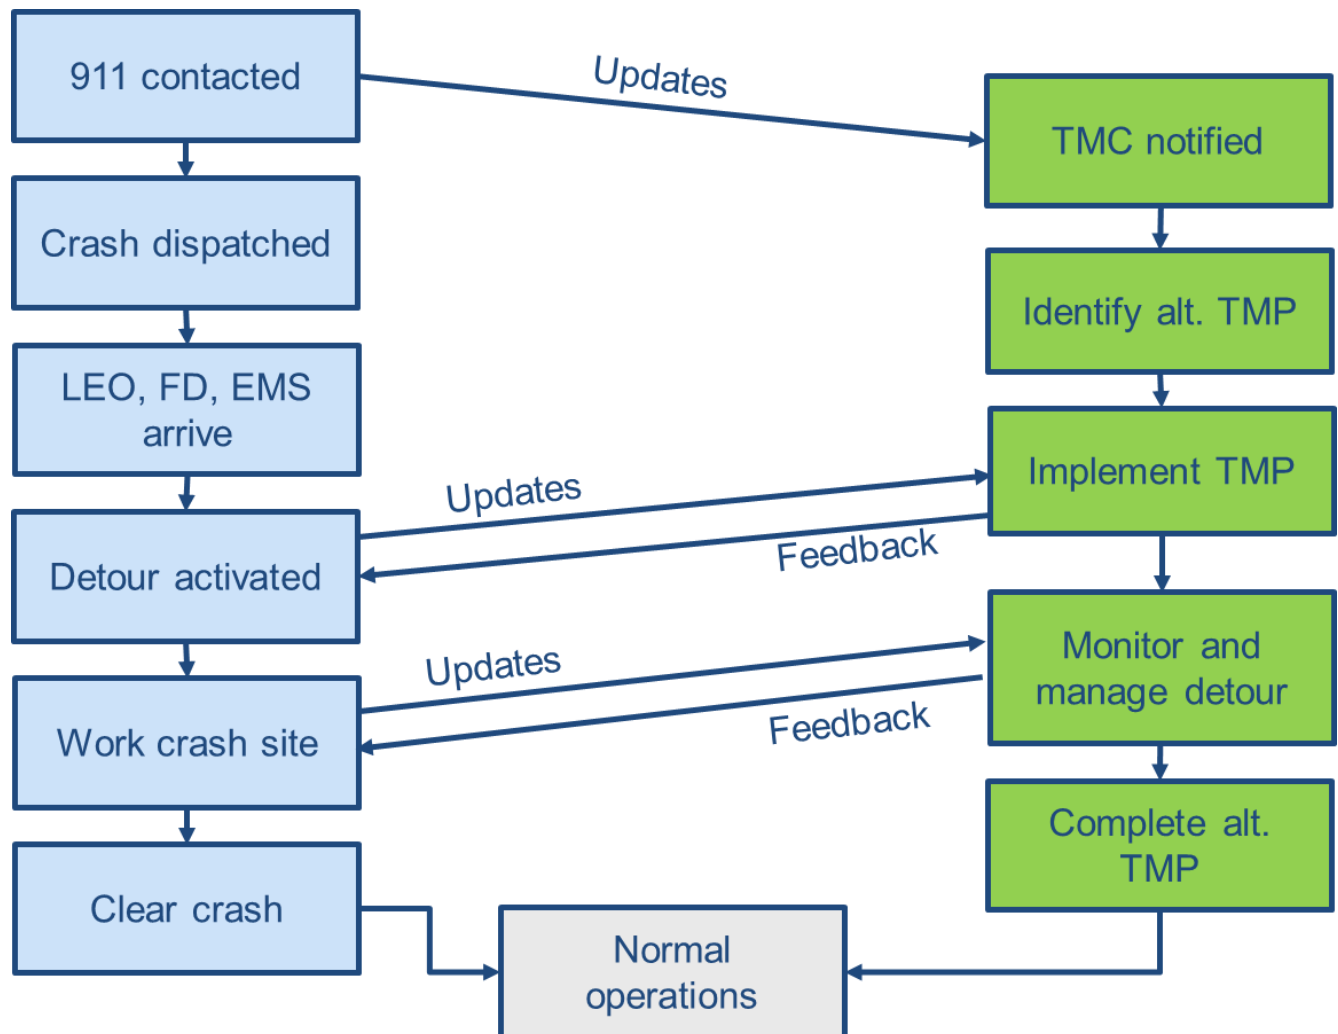 911 contacted
Updates
TMC notified
Crash dispatched
Identify alt. TMP
LEO, FD, EMS
arrive
Implement TMP
Updates
Feedback
Detour activated
Monitor and
manage detour
Updates
Feedback
Work crash site
Complete alt.
TMP
Clear crash
Normal
operations